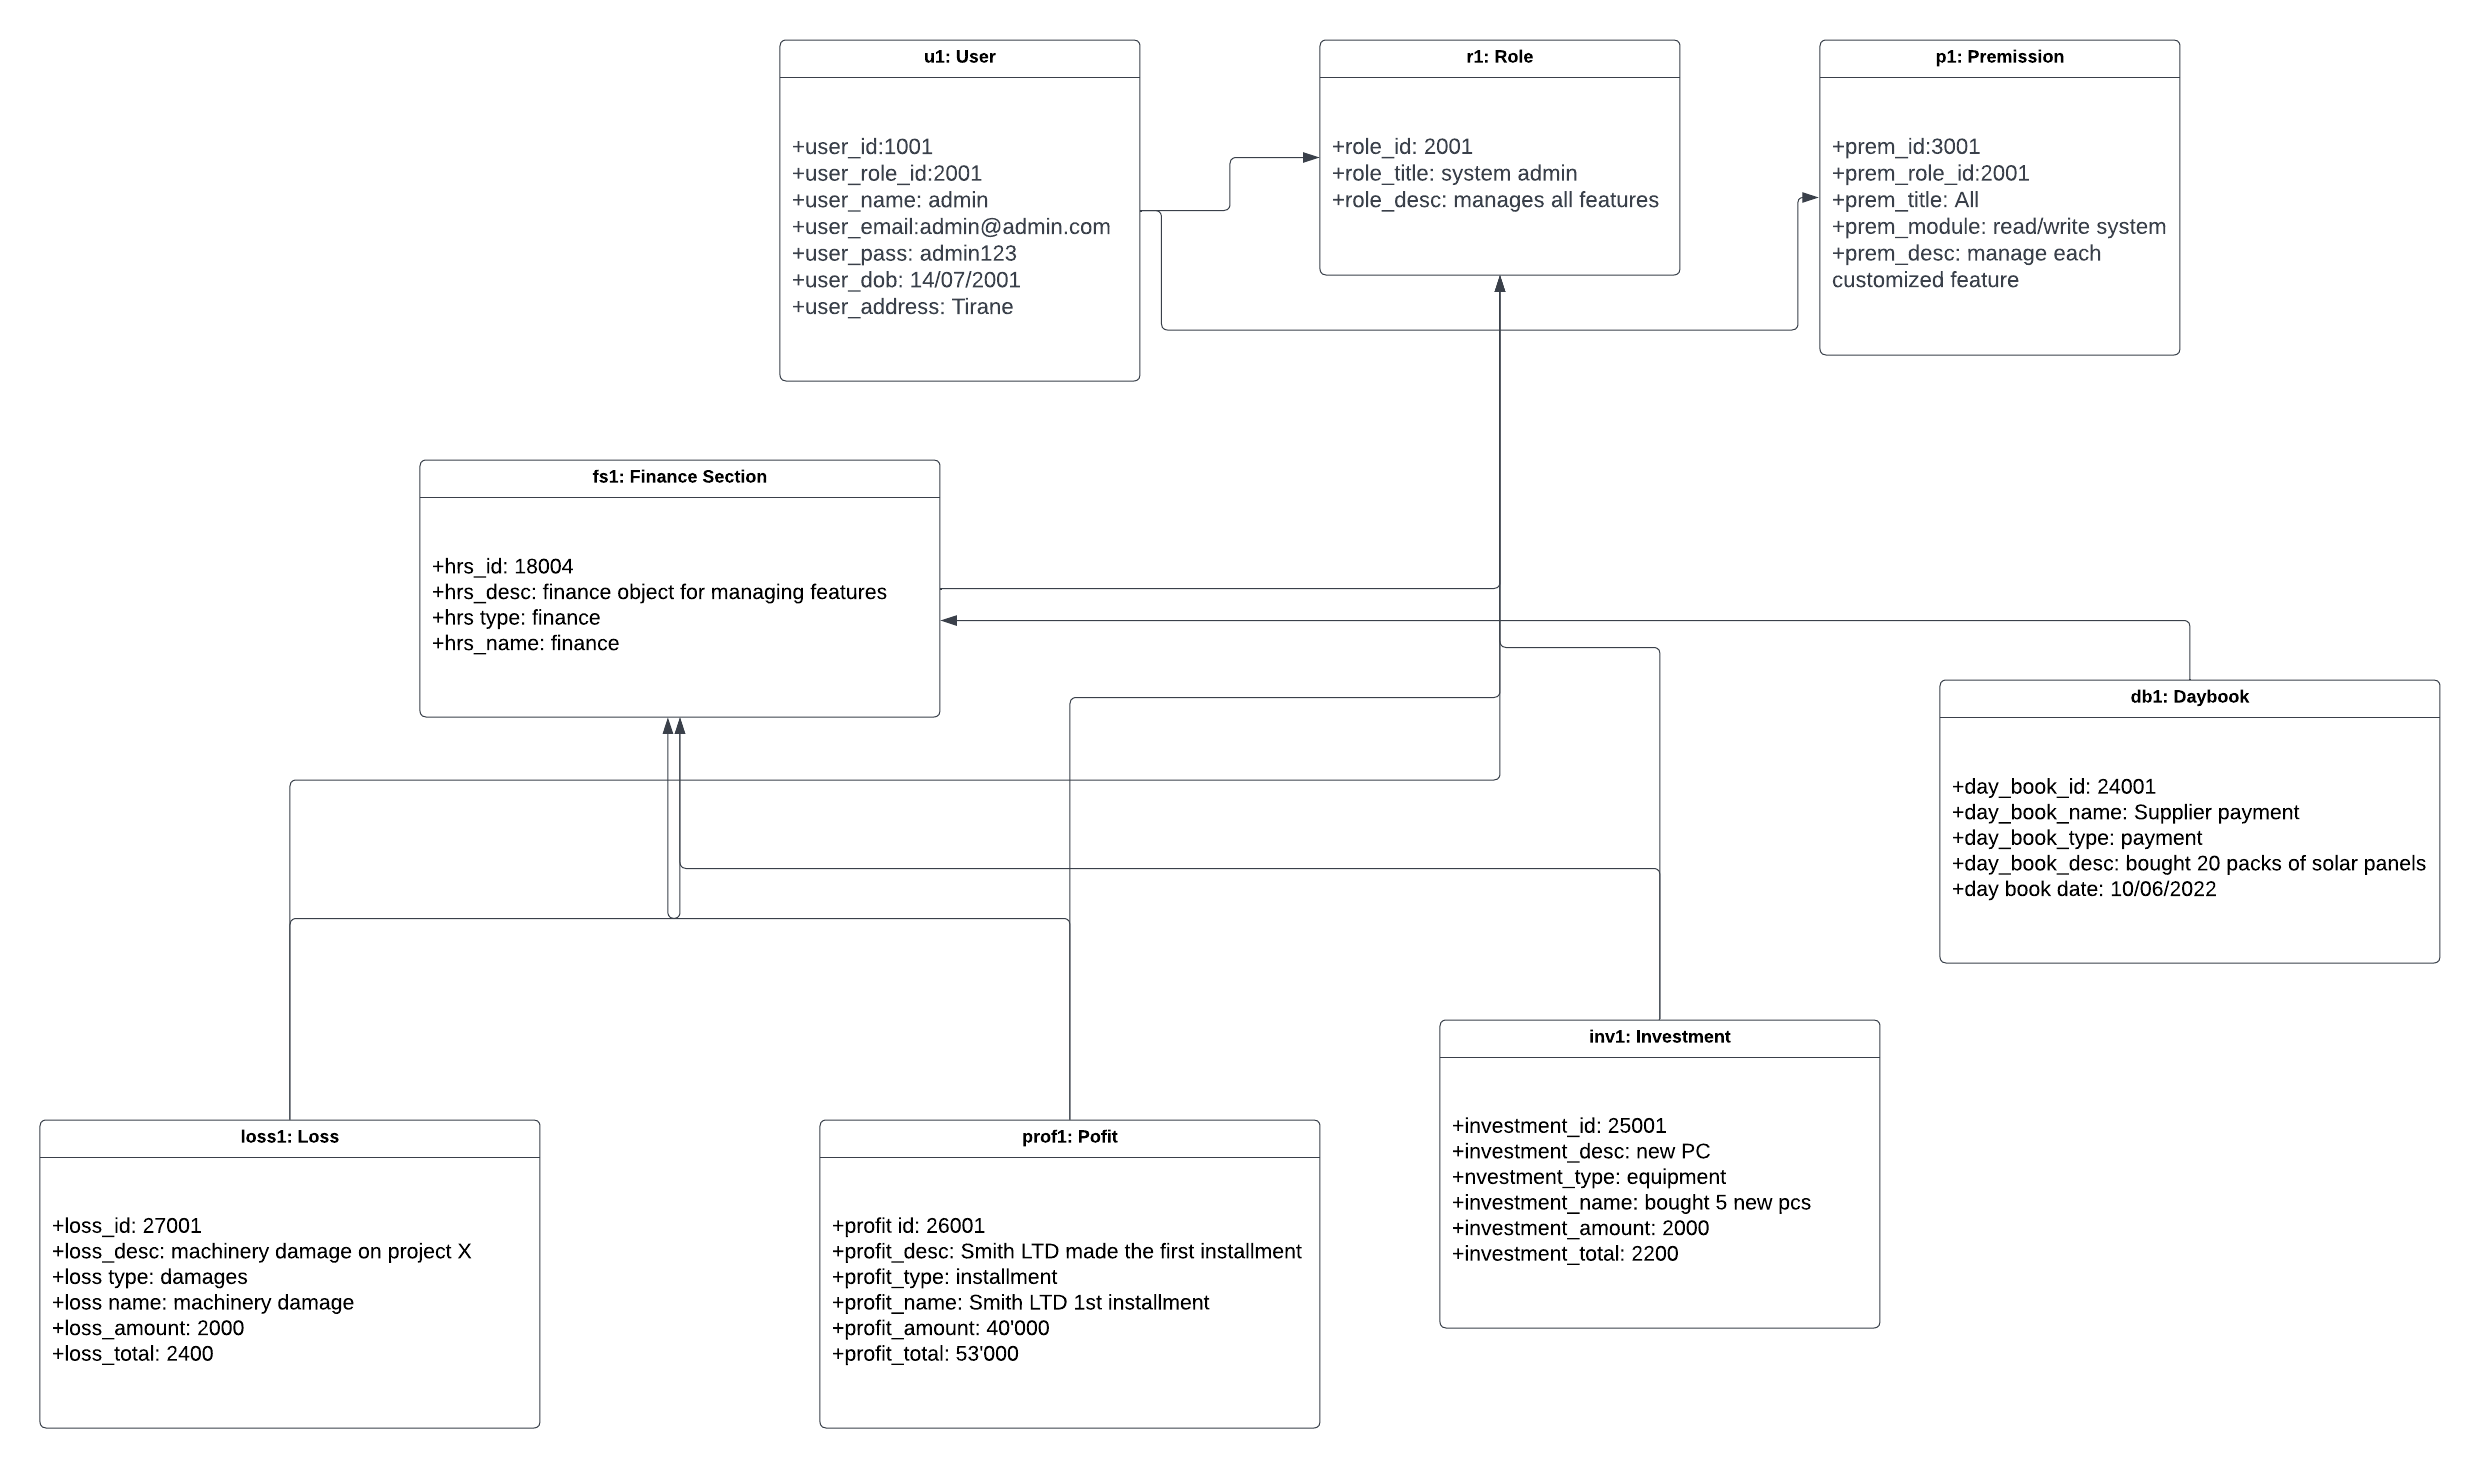 u1: User
+user_id:1001
+user_role_id:2001
+user_name: admin
+user_email:admin@admin.com
+user_pass: admin123
+user_dob: 14/07/2001
+user_address: Tirane
r1: Role
+role_id: 2001
+role_title: system admin
+role_desc: manages all features
p1: Premission
+prem_id:3001
+prem_role_id:2001
+prem_title: All
+prem_module: read/write system
+prem_desc: manage each
customized feature
fs1: Finance Section
+hrs_id: 18004
+hrs_desc: finance object for managing features
+hrs type: finance
+hrs_name: finance
db1: Daybook
+day_book_id: 24001
+day_book_name: Supplier payment
+day_book_type: payment
+day_book_desc: bought 20 packs of solar panels
+day book date: 10/06/2022
loss1: Loss
+loss_id: 27001
+loss_desc: machinery damage on project X
+loss type: damages
+loss name: machinery damage
+loss_amount: 2000
+loss_total: 2400
prof1: Pofit
+profit id: 26001
+profit_desc: Smith LTD made the first installment
+profit_type: installment
+profit_name: Smith LTD 1st installment
+profit_amount: 40'000
+profit_total: 53'000
inv1: Investment
+investment_id: 25001
+investment_desc: new PC
+nvestment_type: equipment
+investment_name: bought 5 new pcs
+investment_amount: 2000
+investment_total: 2200